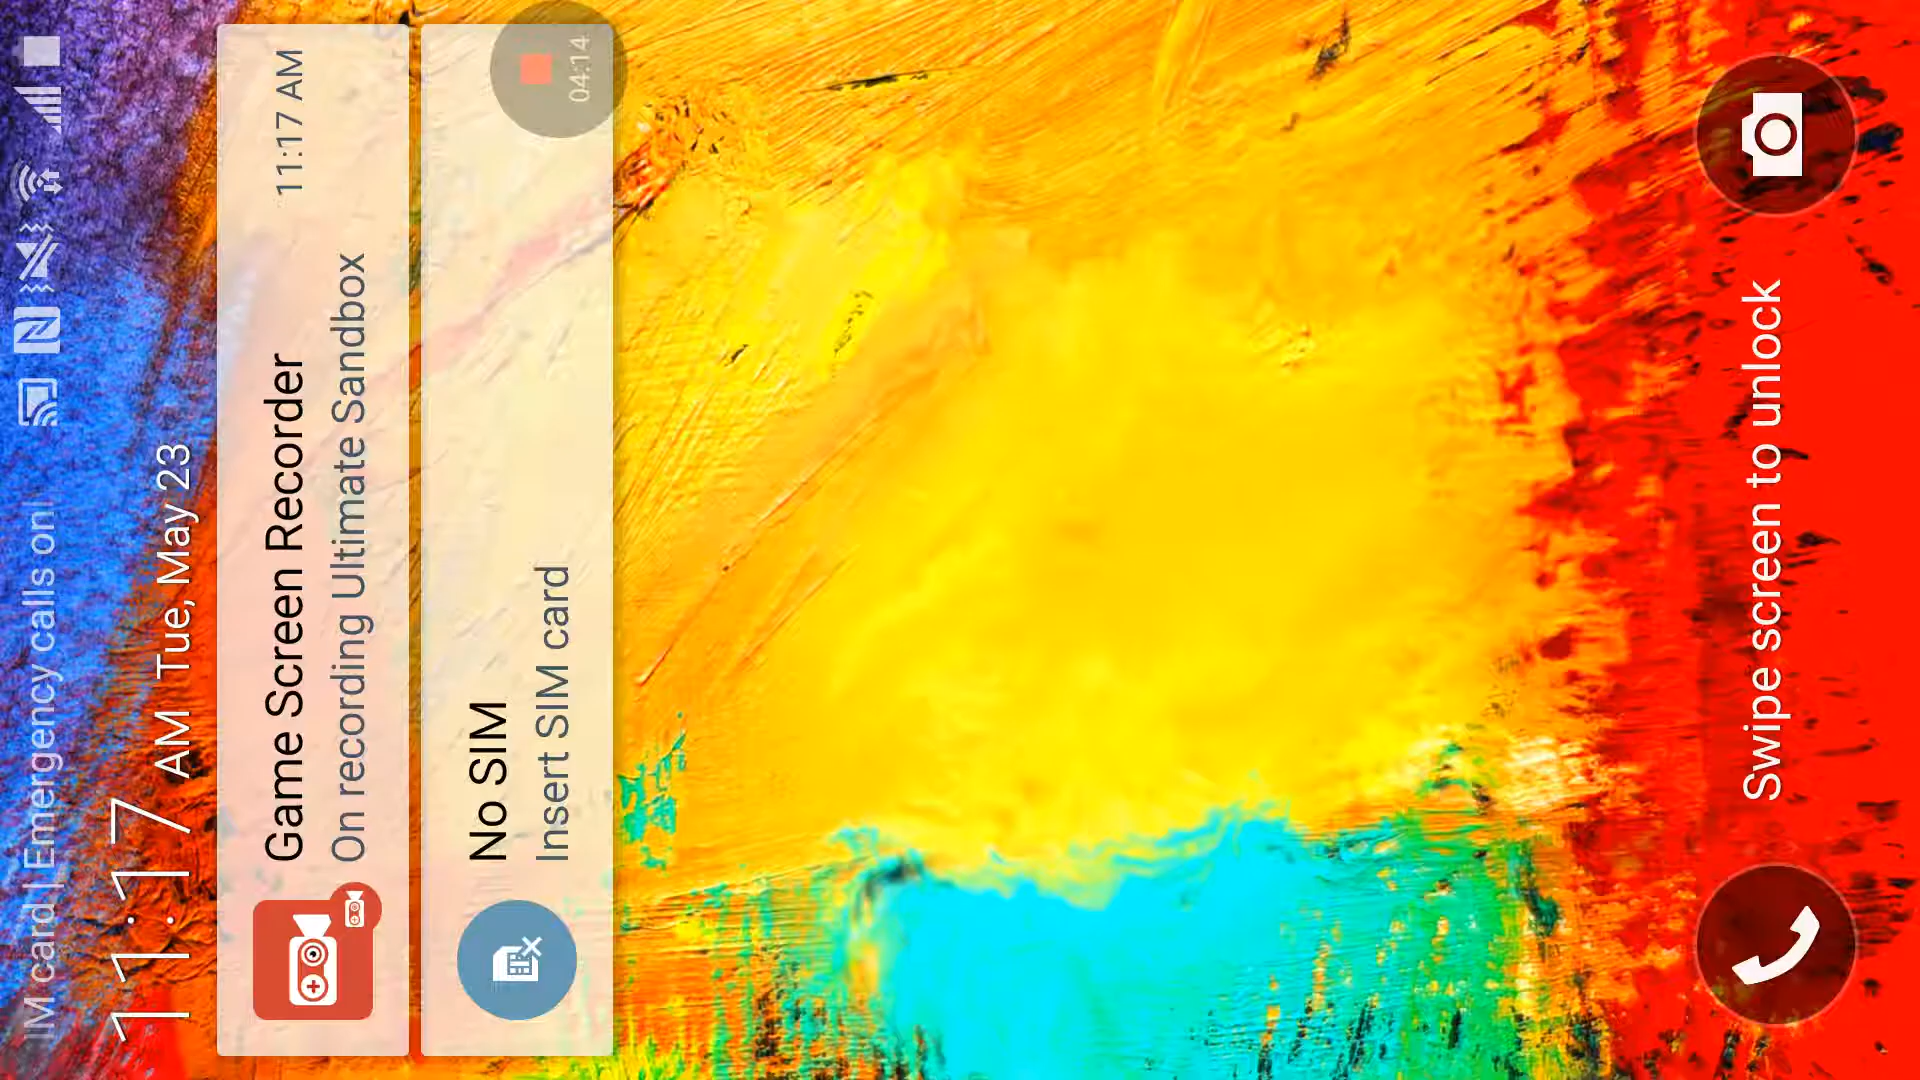 IM card | Emergency calls onl
11:17 AM Tue, May 23
Game Screen Recorder 11:17 AM
On recording Ultimate Sandbox
04:14
No SIM
Insert SIM card
Swipe screen to unlock